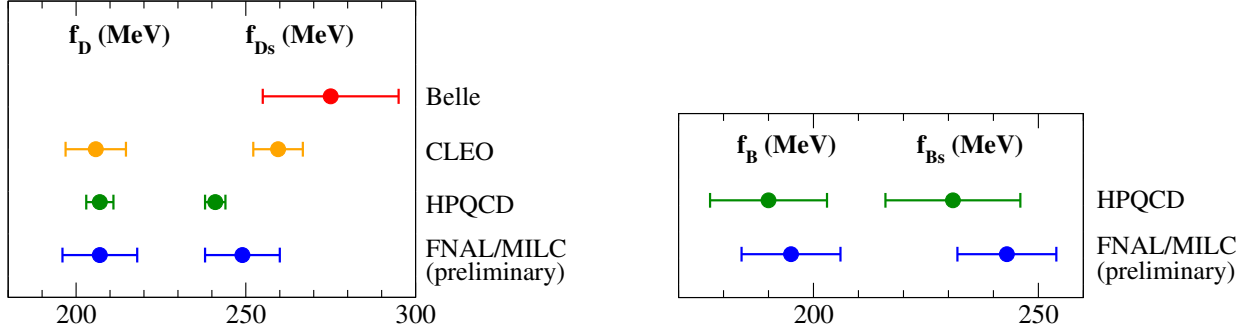 f_D (MeV) f_Ds (MeV)
Belle
CLEO
HPQCD
FNAL/MILC
(preliminary)
200 250 300
f_B (MeV) f_Bs (MeV)
HPQCD
FNAL/MILC
(preliminary)
200 250